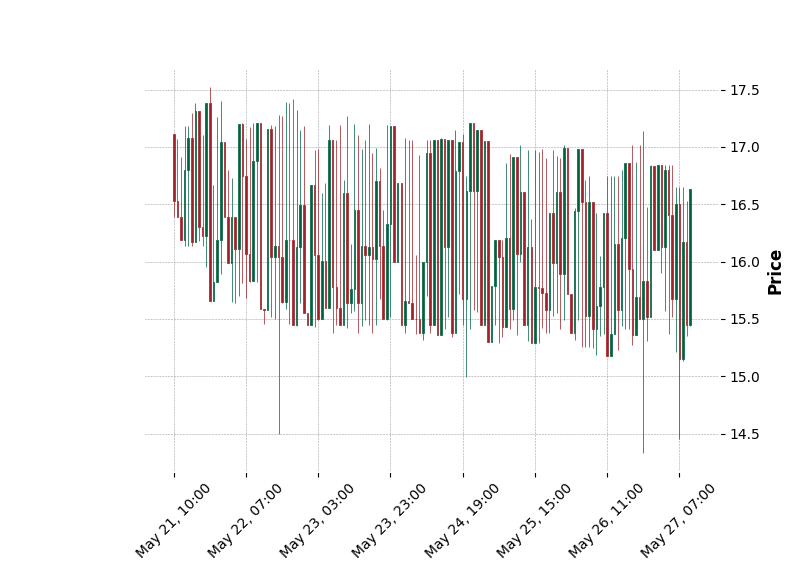 17.5
17.0
16.5
16.0
15.5
15.0
14.5
Price
May 21, 10:00
May 22, 07:00
May 23, 03:00
May 23, 23:00
May 24, 19:00
May 25, 15:00
May 26, 11:00
May 27, 07:00